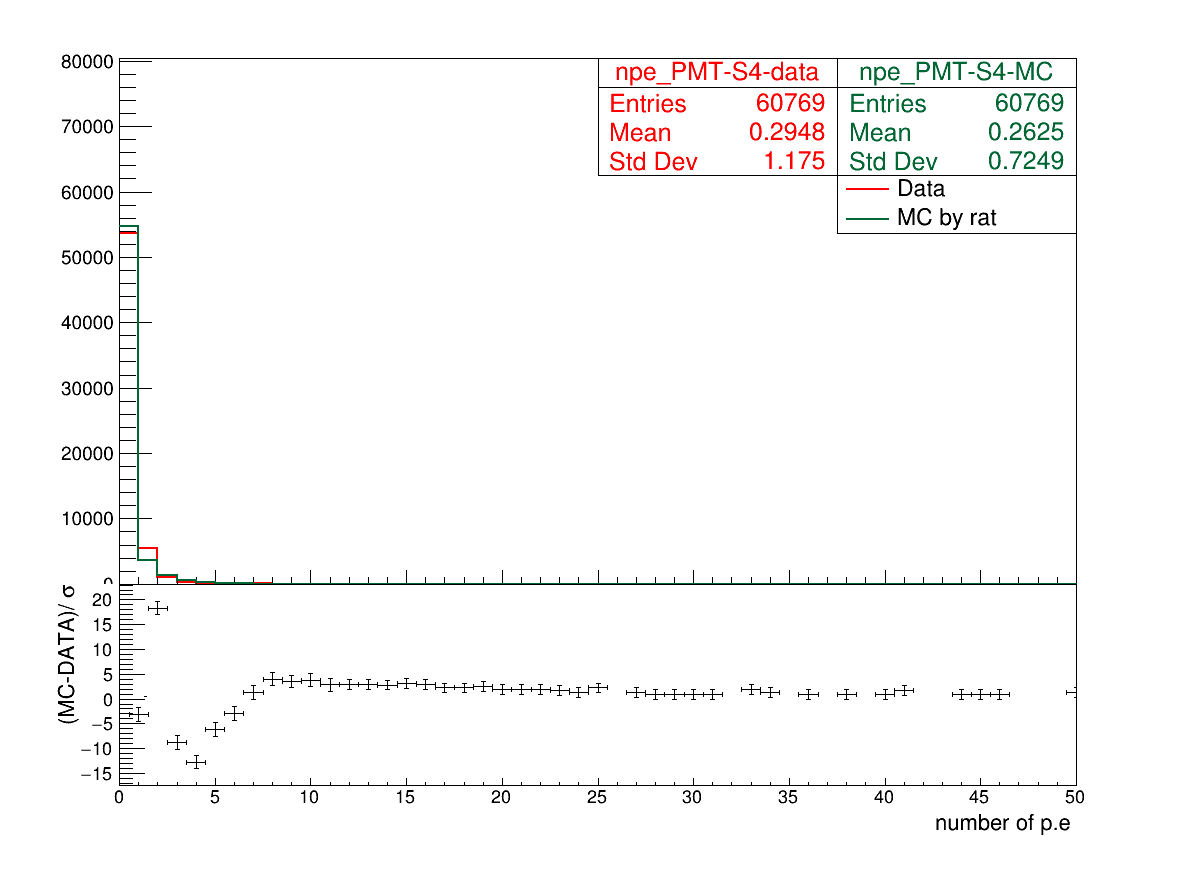 npe_PMT-S4-data
Entries 60769
Mean 0.2948
Std Dev 1.175
npe_PMT-S4-MC
Entries 60769
Mean 0.2625
Std Dev 0.7249
Data
MC by rat
80000
70000
60000
50000
40000
30000
20000
10000
0
(MC-DATA)/ σ
20
15
10
5
0
−5
−10
−15
0 5 10 15 20 25 30 35 40 45 50
number of p.e